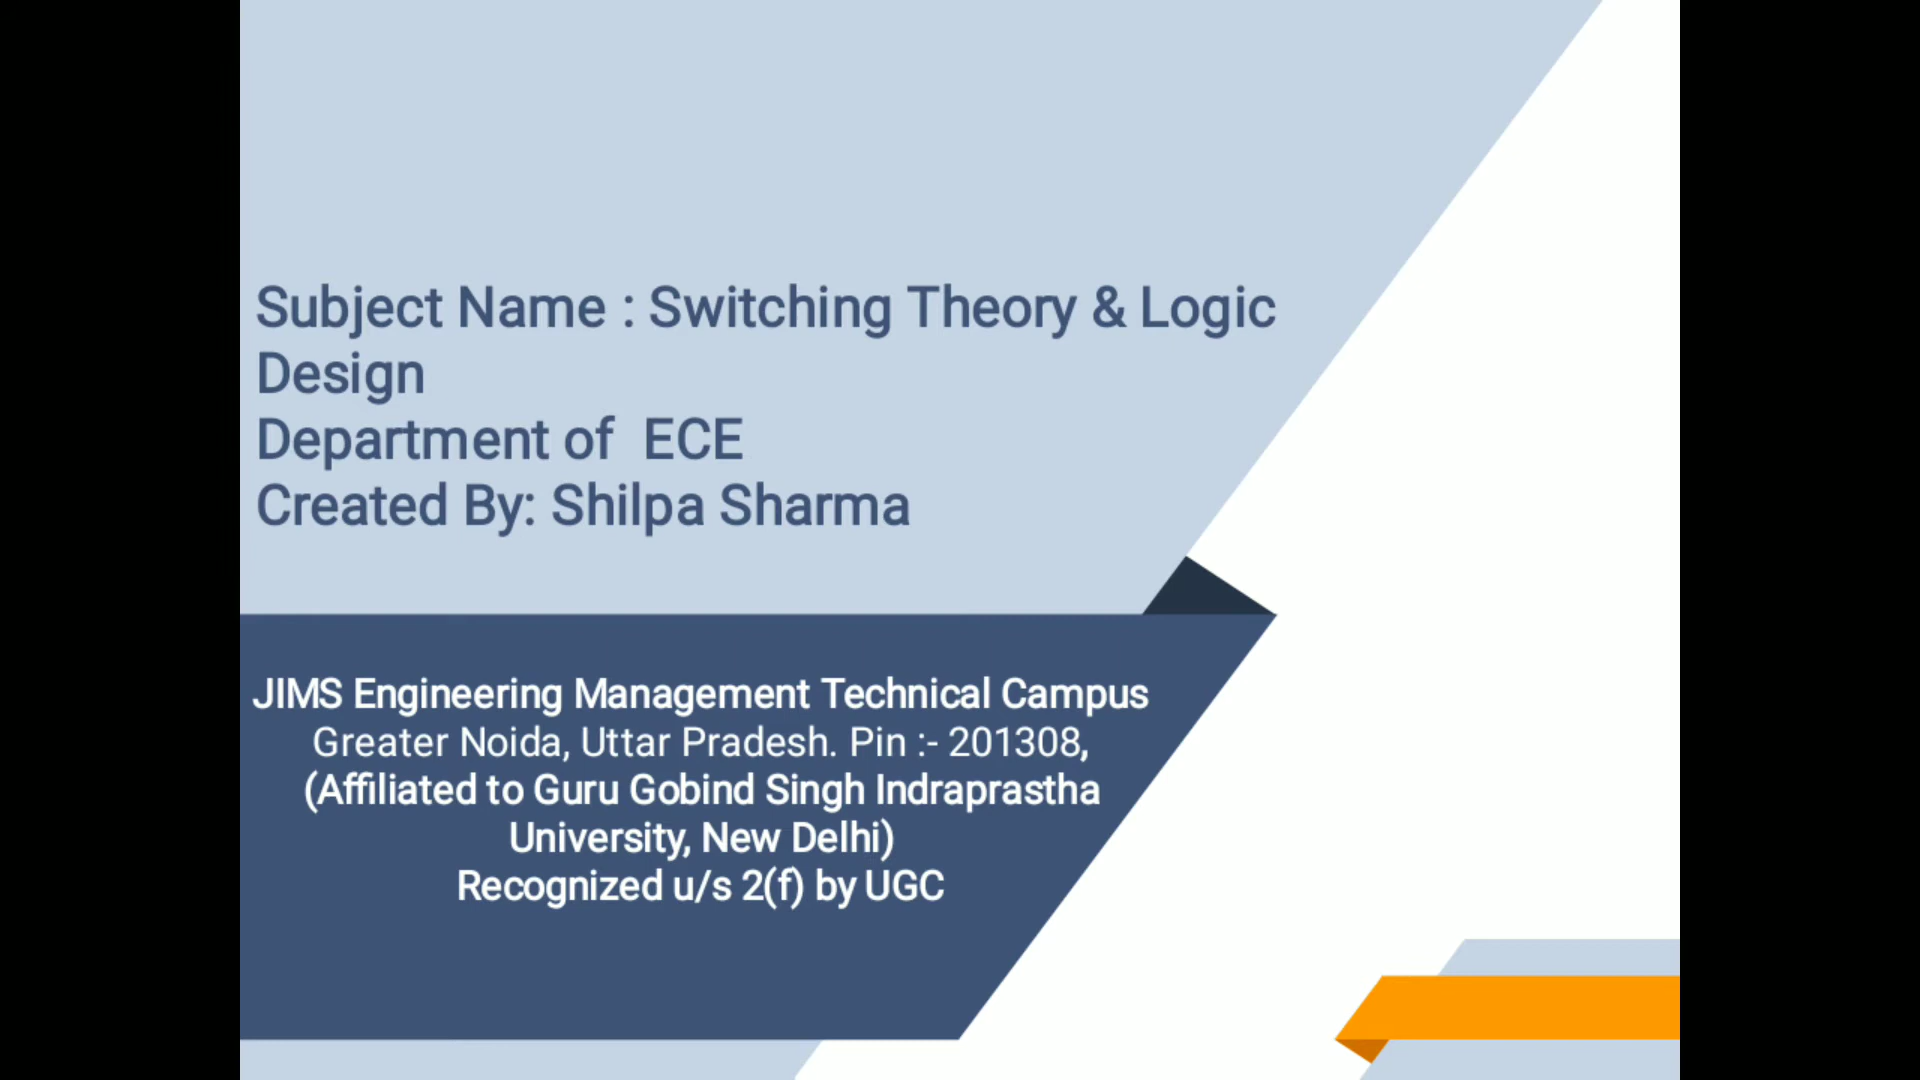 Subject Name : Switching Theory & Logic
Design
Department of  ECE
Created By: Shilpa Sharma
JIMS Engineering Management Technical Campus
Greater Noida, Uttar Pradesh. Pin :- 201308,
(Affiliated to Guru Gobind Singh Indraprastha
University, New Delhi)
Recognized u/s 2(f) by UGC